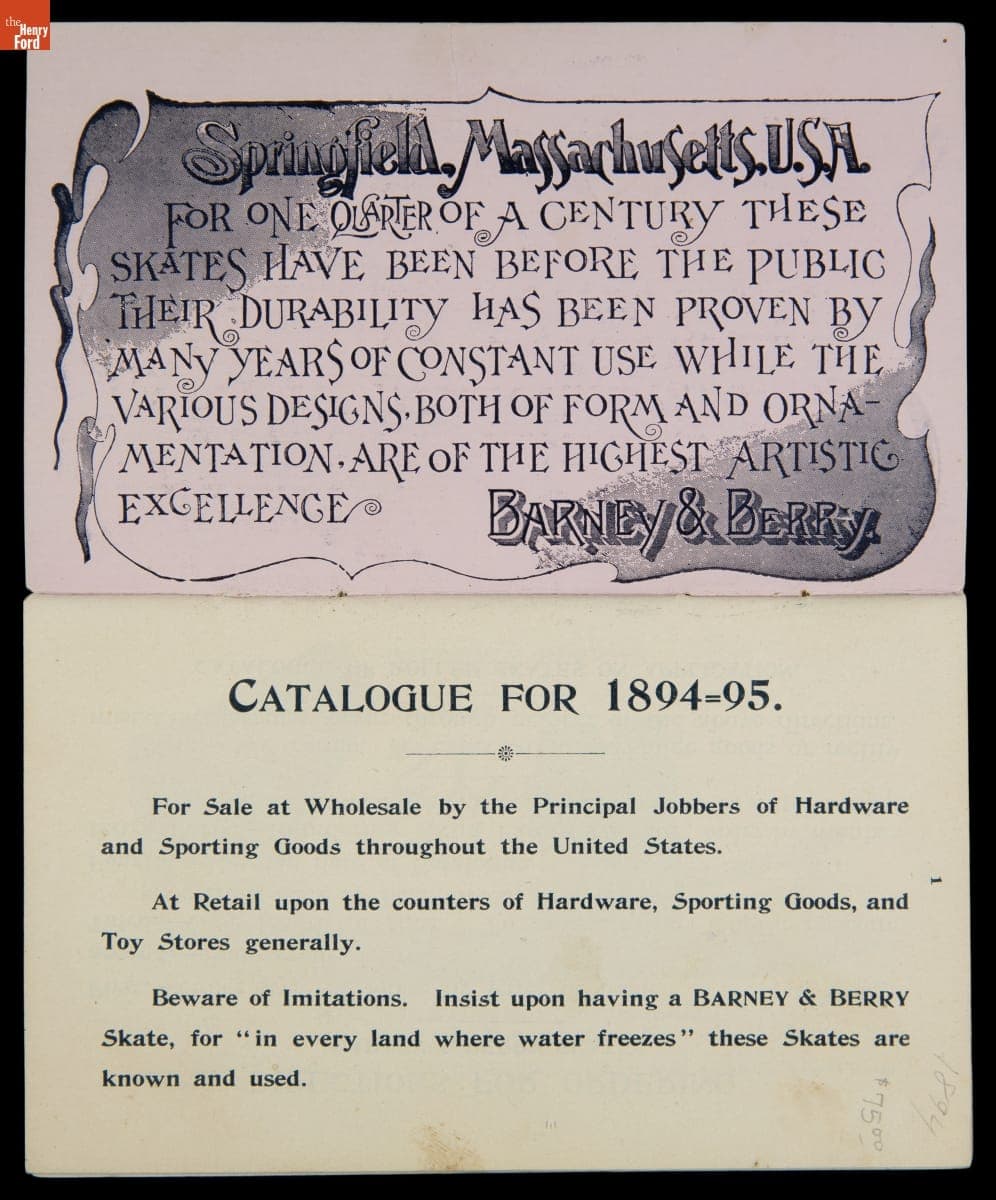 the
Henry
Ford
Springfield, Massachusetts, U.S.A.
FOR ONE QUARTER OF A CENTURY THESE
SKATES HAVE BEEN BEFORE THE PUBLIC
THEIR DURABILITY HAS BEEN PROVEN BY
MANY YEARS OF CONSTANT USE WHILE THE
VARIOUS DESIGNS, BOTH OF FORM AND ORNA-
MENTATION, ARE OF THE HIGHEST ARTISTIC
EXCELLENCE
BARNEY & BERRY.
CATALOGUE FOR 1894=95.
For Sale at Wholesale by the Principal Jobbers of Hardware
and Sporting Goods throughout the United States.
At Retail upon the counters of Hardware, Sporting Goods, and
Toy Stores generally.
Beware of Imitations. Insist upon having a BARNEY & BERRY
Skate, for "in every land where water freezes" these Skates are
known and used.
1
$75.00
1894